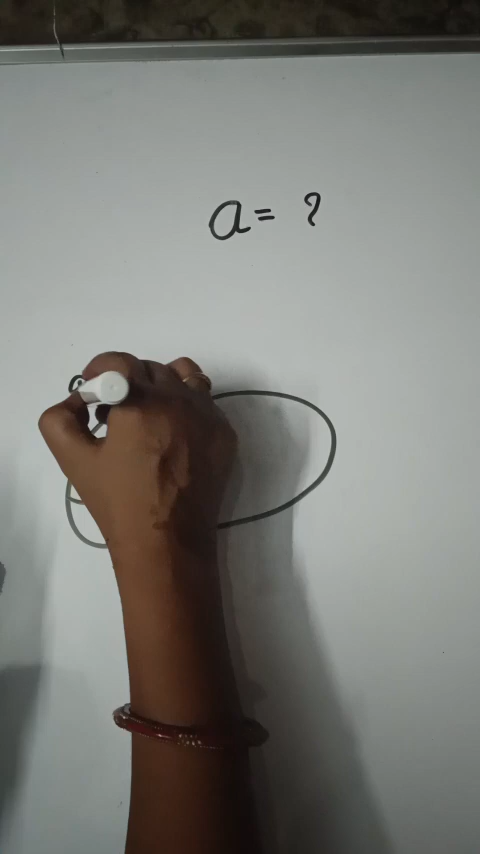 a = ?